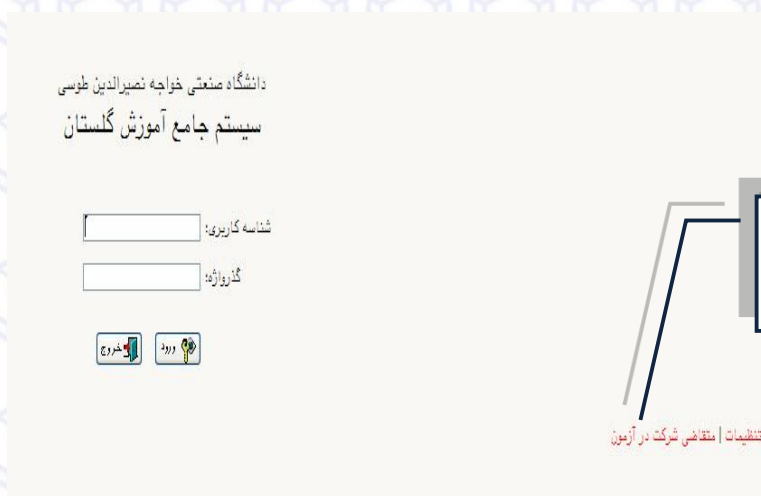 دانشگاه صنعتی خواجه نصیرالدین طوسی
سیستم جامع آموزش گلستان
شناسه کاربری:
گذرواژه:
ورود
خروج
تنظیمات | متقاضی شرکت در آزمون